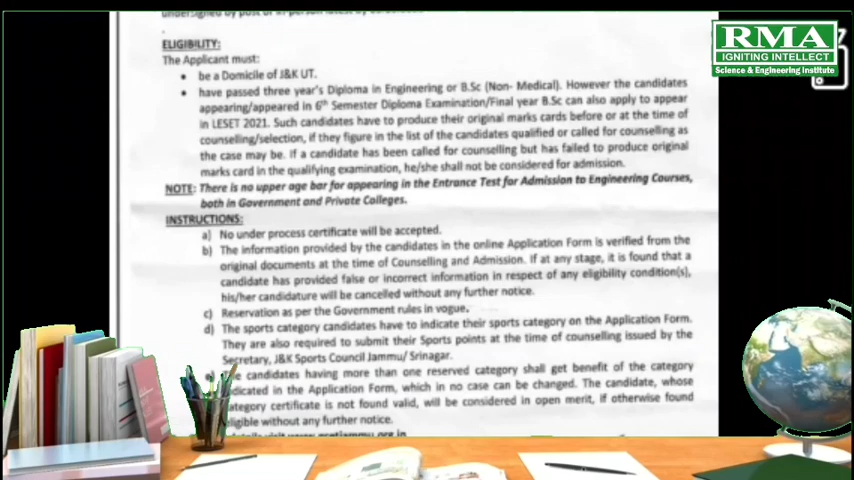 RMA
IGNITING INTELLECT
Science & Engineering Institute
ELIGIBILITY:
The Applicant must:
• be a Domicile of J&K UT.
• have passed three year's Diploma in Engineering or B.Sc (Non- Medical). However the candidates
appearing/appeared in 6th Semester Diploma Examination/Final year B.Sc can also apply to appear
in LESET 2021. Such candidates have to produce their original marks cards before or at the time of
counselling/selection, if they figure in the list of the candidates qualified or called for counselling as
the case may be. If a candidate has been called for counselling but has failed to produce original
marks card in the qualifying examination, he/she shall not be considered for admission.
NOTE: There is no upper age bar for appearing in the Entrance Test for Admission to Engineering Courses,
both in Government and Private Colleges.
INSTRUCTIONS:
a) No under process certificate will be accepted.
b) The information provided by the candidates in the online Application Form is verified from the
original documents at the time of Counselling and Admission. If at any stage, it is found that a
candidate has provided false or incorrect information in respect of any eligibility condition(s),
his/her candidature will be cancelled without any further notice.
c) Reservation as per the Government rules in vogue.
d) The sports category candidates have to indicate their sports category on the Application Form.
They are also required to submit their Sports points at the time of counselling issued by the
Secretary, J&K Sports Council Jammu/ Srinagar.
candidates having more than one reserved category shall get benefit of the category
in the Application Form, which in no case can be changed. The candidate, whose
certificate is not found valid, will be considered in open merit, if otherwise found
without any further notice.